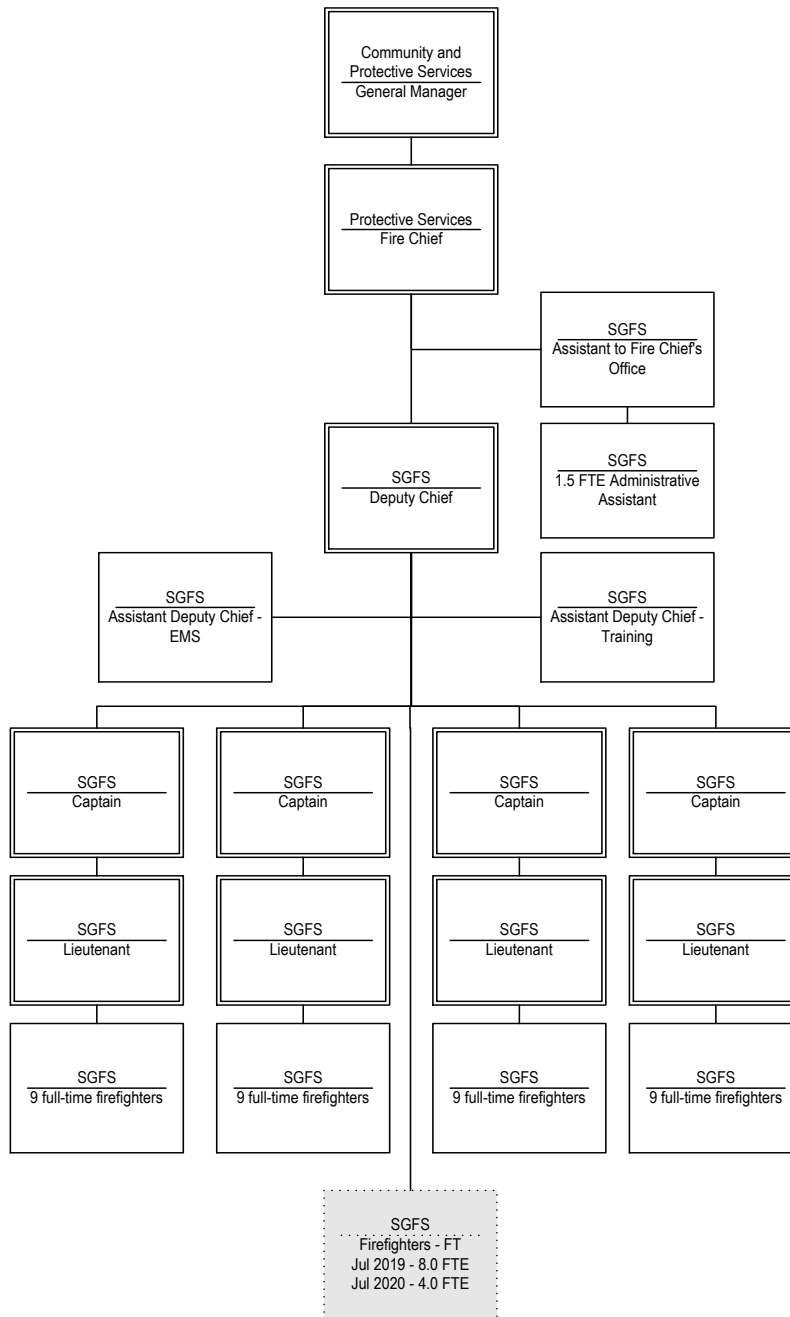 Community and
Protective Services
General Manager
Protective Services
Fire Chief
SGFS
Assistant to Fire Chief's
Office
SGFS
1.5 FTE Administrative
Assistant
SGFS
Deputy Chief
SGFS
Assistant Deputy Chief -
EMS
SGFS
Assistant Deputy Chief -
Training
SGFS
Captain
SGFS
Captain
SGFS
Captain
SGFS
Captain
SGFS
Lieutenant
SGFS
Lieutenant
SGFS
Lieutenant
SGFS
Lieutenant
SGFS
9 full-time firefighters
SGFS
9 full-time firefighters
SGFS
9 full-time firefighters
SGFS
9 full-time firefighters
SGFS
Firefighters - FT
Jul 2019 - 8.0 FTE
Jul 2020 - 4.0 FTE